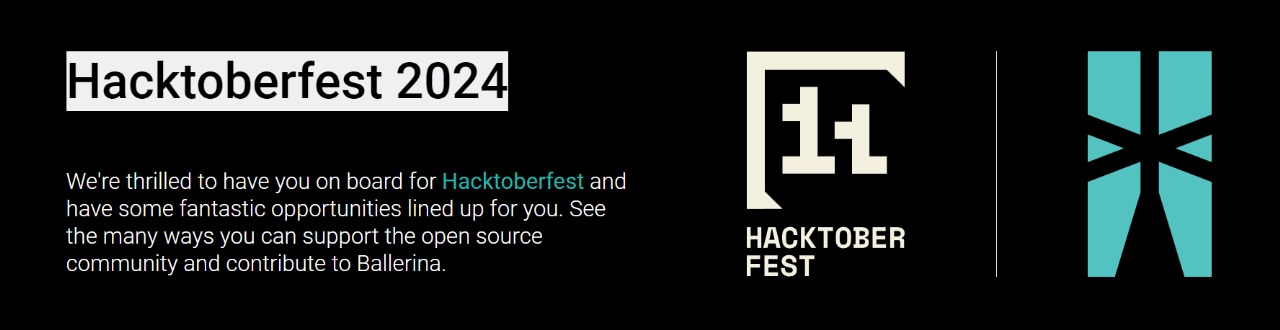 Hacktoberfest 2024
We're thrilled to have you on board for Hacktoberfest and
have some fantastic opportunities lined up for you. See
the many ways you can support the open source
community and contribute to Ballerina.
11
HACKTOBER
FEST